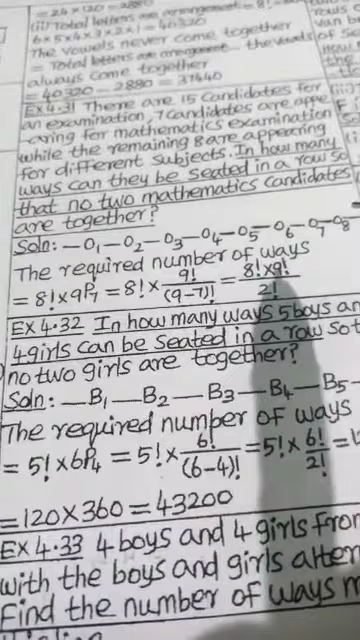 = 24×120 = 2880
(ii) Total letters are arrangement = 8! =
8×7×6×5×4×3×2×1 = 40320
The vowels never come together
= Total letters are arrangement – the vowels
always come together
= 40320 – 2880 = 37440
Ex 4.31 There are 15 candidates for
an examination, 7 candidates are appe
aring for mathematics examination
while the remaining 8 are appearing
for different subjects. In how many
ways can they be seated in a row so
that no two mathematics candidates
are together?
Soln: —O₁—O₂—O₃—O₄—O₅—O₆—O₇—O₈
The required number of ways
= 8!×9P₇ = 8!× 9!/(9-7)! = 8!×9!/2!
Ex 4.32 In how many ways 5 boys an
4 girls can be seated in a row so t
no two girls are together?
Soln: —B₁—B₂—B₃—B₄—B₅-
The required number of ways
= 5!×6P₄ = 5!× 6!/(6-4)! = 5!× 6!/2! = 1
=120×360 = 43200
Ex 4.33 4 boys and 4 girls from
with the boys and girls altern
Find the number of ways m